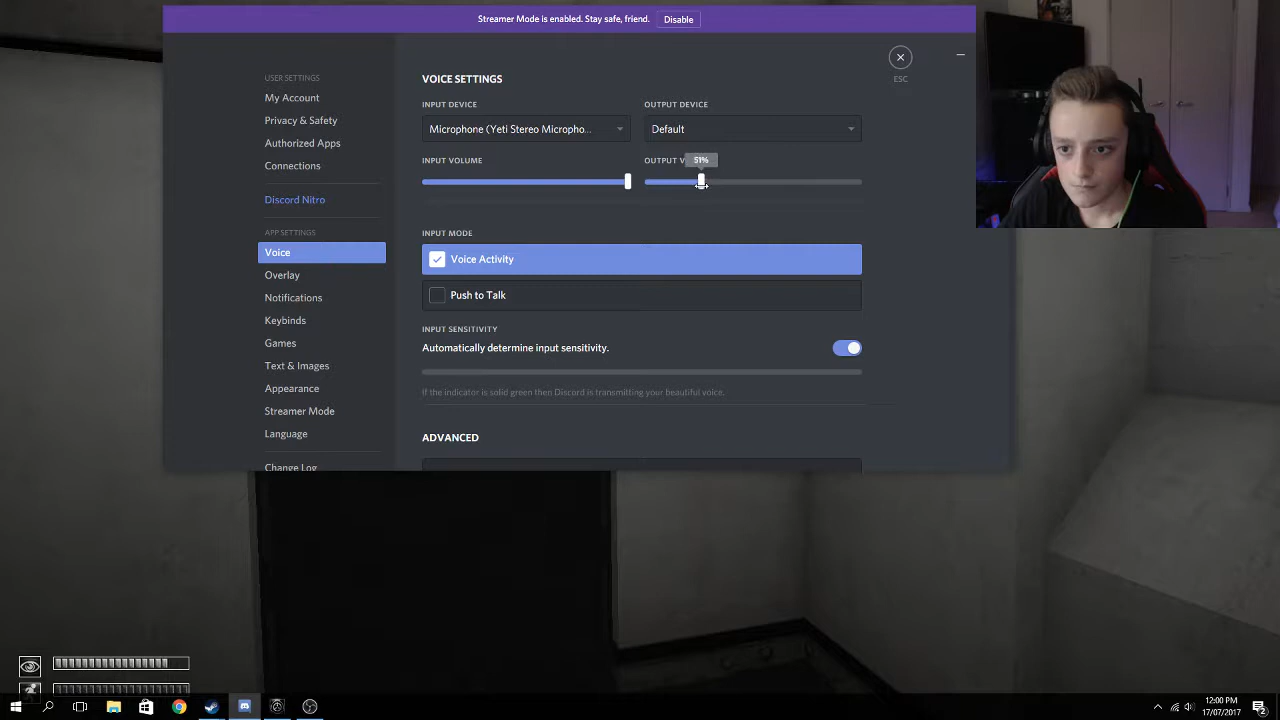 Streamer Mode is enabled. Stay safe, friend. Disable
USER SETTINGS
My Account
Privacy & Safety
Authorized Apps
Connections
Discord Nitro
APP SETTINGS
Voice
Overlay
Notifications
Keybinds
Games
Text & Images
Appearance
Streamer Mode
Language
Change Log
VOICE SETTINGS
ESC
INPUT DEVICE
OUTPUT DEVICE
Microphone (Yeti Stereo Micropho...
Default
INPUT VOLUME
OUTPUT V
51%
INPUT MODE
Voice Activity
Push to Talk
INPUT SENSITIVITY
Automatically determine input sensitivity.
If the indicator is solid green then Discord is transmitting your beautiful voice.
ADVANCED
12:00 PM
17/07/2017
2